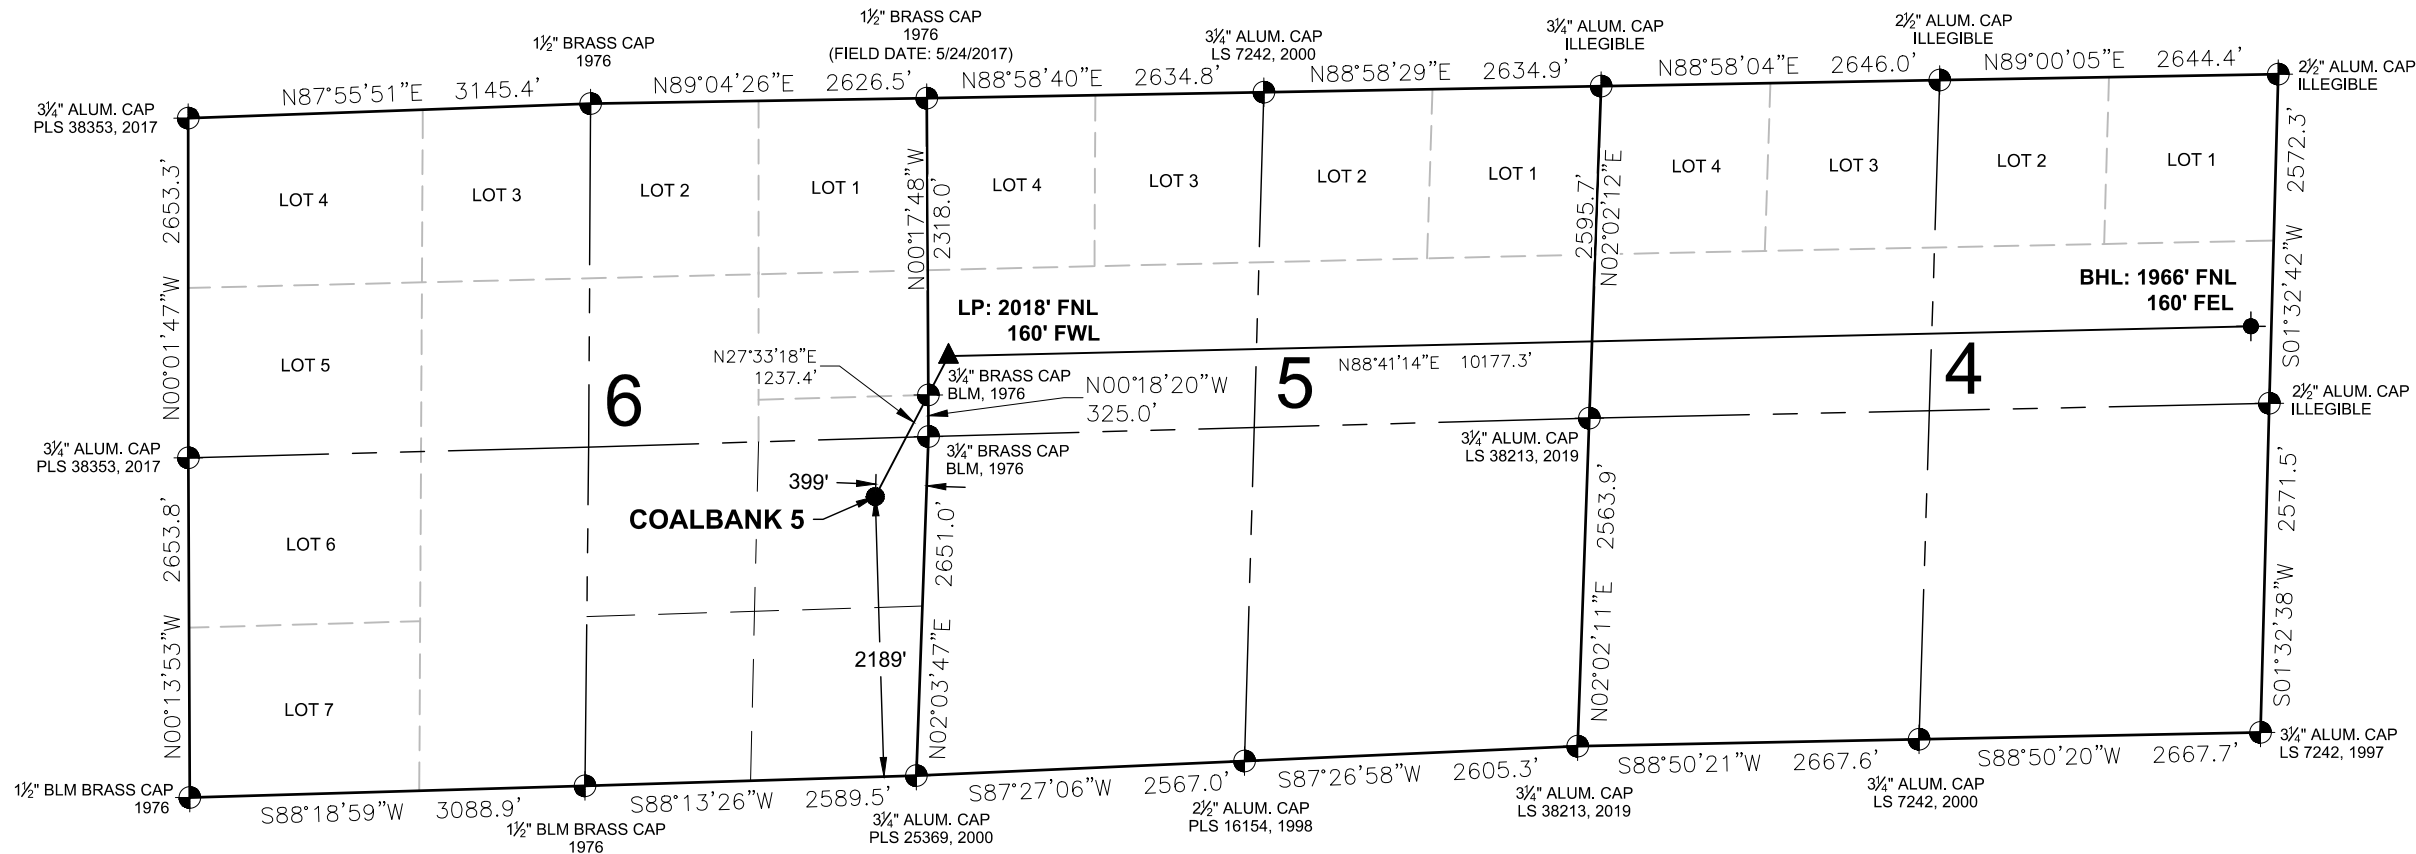 1½" BRASS CAP
1976
(FIELD DATE: 5/24/2017)
1½" BRASS CAP
1976
3¼" ALUM. CAP
LS 7242, 2000
3¼" ALUM. CAP
ILLEGIBLE
2½" ALUM. CAP
ILLEGIBLE
2½" ALUM. CAP
ILLEGIBLE
3¼" ALUM. CAP
PLS 38353, 2017
N87°55'51"E 3145.4'
N89°04'26"E 2626.5'
N88°58'40"E 2634.8'
N88°58'29"E 2634.9'
N88°58'04"E 2646.0'
N89°00'05"E 2644.4'
LOT 4
LOT 3
LOT 2
LOT 1
LOT 4
LOT 3
LOT 2
LOT 1
LOT 4
LOT 3
LOT 2
LOT 1
N00°01'47"W 2653.3'
N00°17'48"W
2318.0'
2595.7'
N02°02'12"E
S01°32'42"W 2572.3'
LP: 2018' FNL
160' FWL
BHL: 1966' FNL
160' FEL
N27°33'18"E
1237.4'
N88°41'14"E 10177.3'
LOT 5
6
5
4
3¼" BRASS CAP
BLM, 1976
N00°18'20"W
325.0'
2½" ALUM. CAP
ILLEGIBLE
3¼" ALUM. CAP
PLS 38353, 2017
3¼" BRASS CAP
BLM, 1976
3¼" ALUM. CAP
LS 38213, 2019
399'
COALBANK 5
LOT 6
N00°13'53"W 2653.8'
N02°03'47"E 2651.0'
N02°02'11"E 2563.9'
S01°32'38"W 2571.5'
2189'
LOT 7
1½" BLM BRASS CAP
1976
S88°18'59"W 3088.9'
S88°13'26"W 2589.5'
S87°27'06"W 2567.0'
S87°26'58"W 2605.3'
S88°50'21"W 2667.6'
S88°50'20"W 2667.7'
3¼" ALUM. CAP
LS 7242, 1997
1½" BLM BRASS CAP
1976
3¼" ALUM. CAP
PLS 25369, 2000
2½" ALUM. CAP
PLS 16154, 1998
3¼" ALUM. CAP
LS 38213, 2019
3¼" ALUM. CAP
LS 7242, 2000